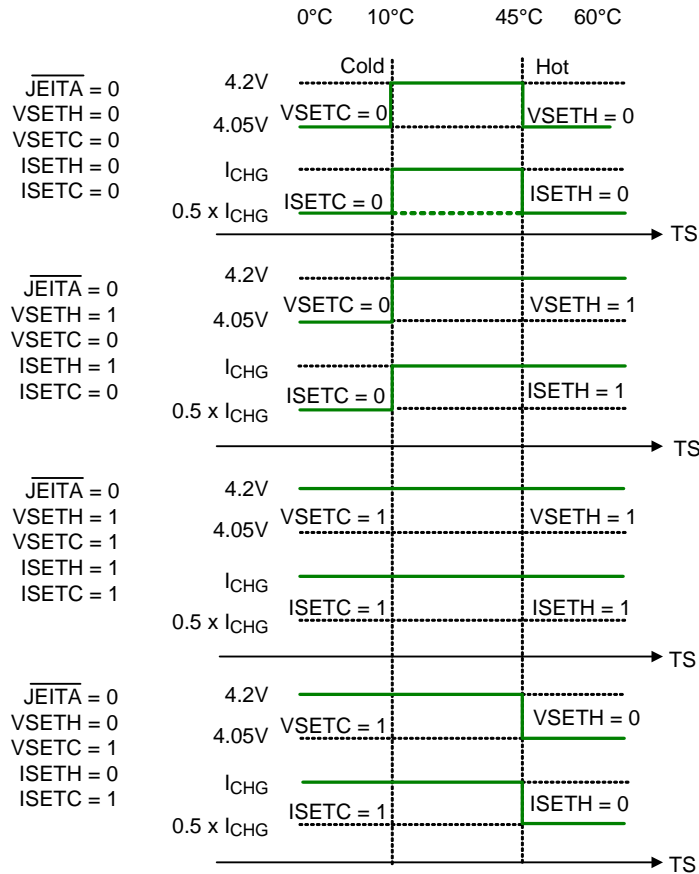 0°C 10°C 45°C 60°C
Cold Hot
JEITA = 0
VSETH = 0
VSETC = 0
ISETH = 0
ISETC = 0
4.2V
VSETC = 0 VSETH = 0
4.05V
ICHG
ISETC = 0 ISETH = 0
0.5 x ICHG
TS
JEITA = 0
VSETH = 1
VSETC = 0
ISETH = 1
ISETC = 0
4.2V
VSETC = 0 VSETH = 1
4.05V
ICHG
ISETC = 0 ISETH = 1
0.5 x ICHG
TS
JEITA = 0
VSETH = 1
VSETC = 1
ISETH = 1
ISETC = 1
4.2V
VSETC = 1 VSETH = 1
4.05V
ICHG
ISETC = 1 ISETH = 1
0.5 x ICHG
TS
JEITA = 0
VSETH = 0
VSETC = 1
ISETH = 0
ISETC = 1
4.2V
VSETC = 1 VSETH = 0
4.05V
ICHG
ISETC = 1 ISETH = 0
0.5 x ICHG
TS